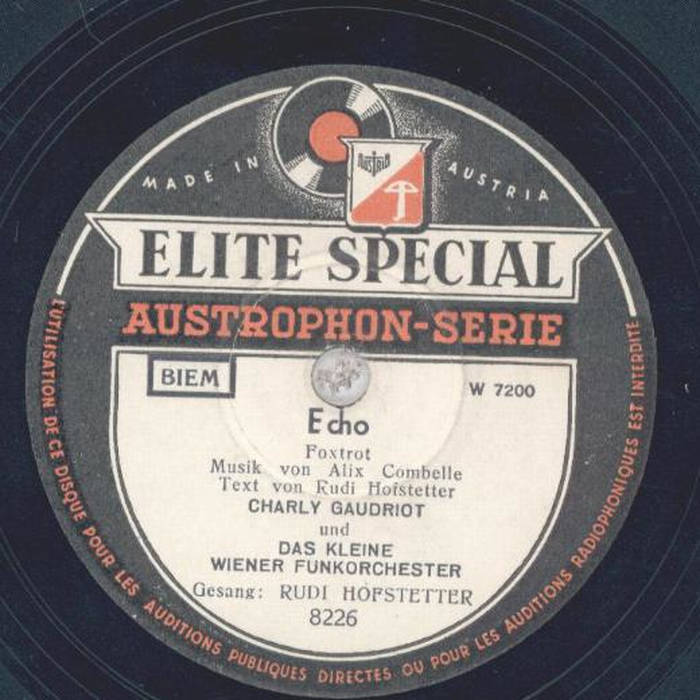 MADE IN AUSTRIA
Austria
ELITE SPECIAL
AUSTROPHON-SERIE
BIEM
W 7200
Echo
Foxtrot
Musik von Alix Combelle
Text von Rudi Hofstetter
CHARLY GAUDRIOT
und
DAS KLEINE
WIENER FUNKORCHESTER
Gesang: RUDI HOFSTETTER
8226
L'UTILISATION DE CE DISQUE POUR LES AUDITIONS PUBLIQUES DIRECTES OU POUR LES AUDITIONS RADIOPHONIQUES EST INTERDITE